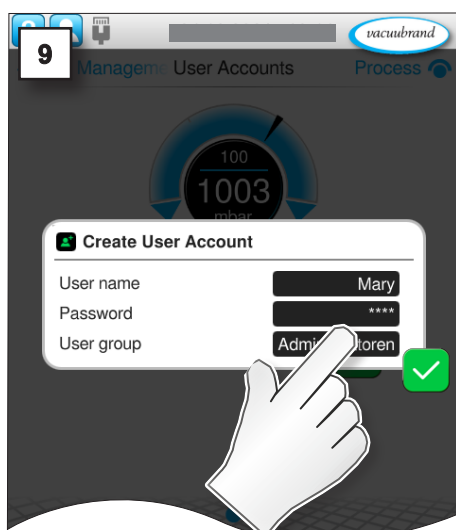 9
vacuubrand
Manageme User Accounts Process
100
1003
mbar
Create User Account
User name Mary
Password ****
User group